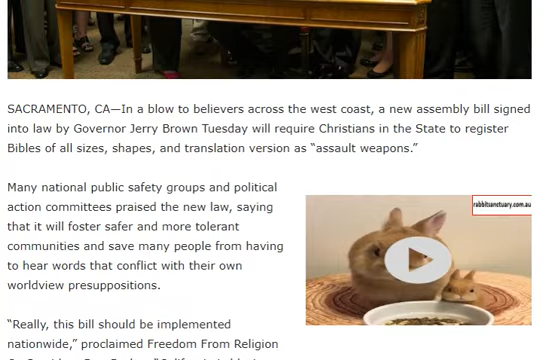 SACRAMENTO, CA—In a blow to believers across the west coast, a new assembly bill signed
into law by Governor Jerry Brown Tuesday will require Christians in the State to register
Bibles of all sizes, shapes, and translation version as “assault weapons.”
Many national public safety groups and political
action committees praised the new law, saying
that it will foster safer and more tolerant
communities and save many people from having
to hear words that conflict with their own
worldview presuppositions.
rabbitsanctuary.com.au
“Really, this bill should be implemented
nationwide,” proclaimed Freedom From Religion